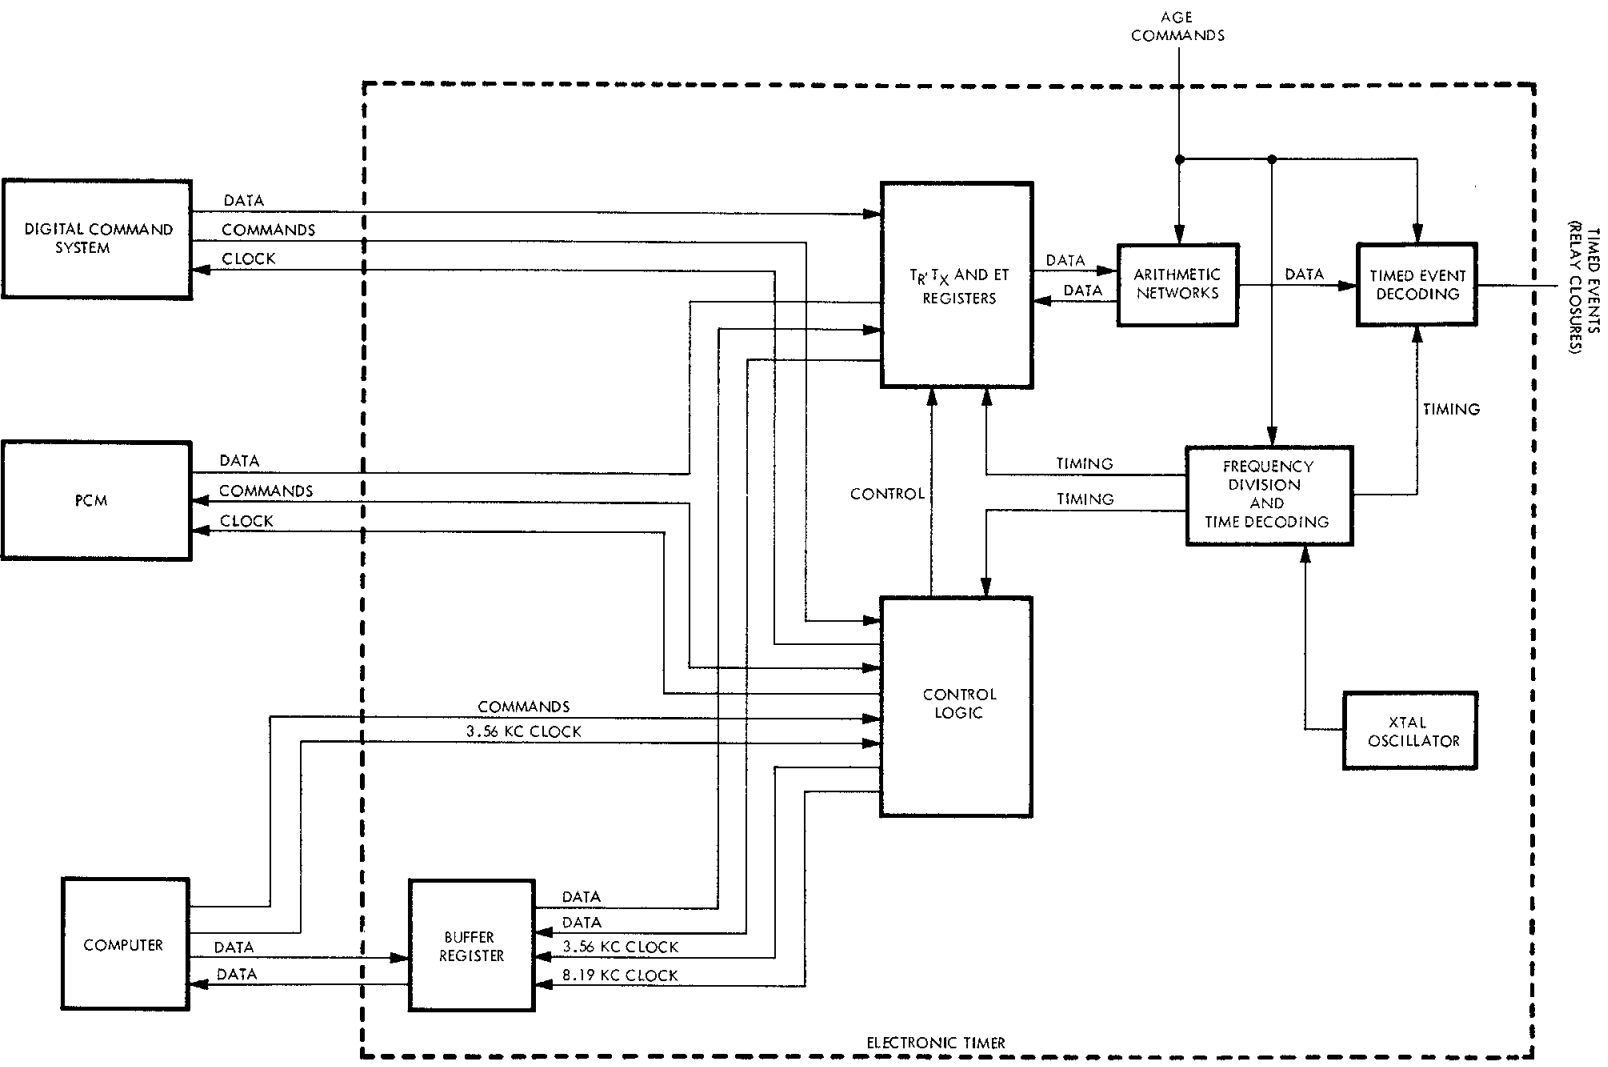 AGE
COMMANDS
DIGITAL COMMAND
SYSTEM
DATA
COMMANDS
CLOCK
TR, TX AND ET
REGISTERS
DATA
DATA
ARITHMETIC
NETWORKS
DATA
TIMED EVENT
DECODING
TIMED EVENTS
(RELAY CLOSURES)
TIMING
PCM
DATA
COMMANDS
CLOCK
CONTROL
TIMING
TIMING
FREQUENCY
DIVISION
AND
TIME DECODING
CONTROL
LOGIC
XTAL
OSCILLATOR
COMMANDS
3.56 KC CLOCK
COMPUTER
DATA
DATA
BUFFER
REGISTER
DATA
DATA
3.56 KC CLOCK
8.19 KC CLOCK
ELECTRONIC TIMER